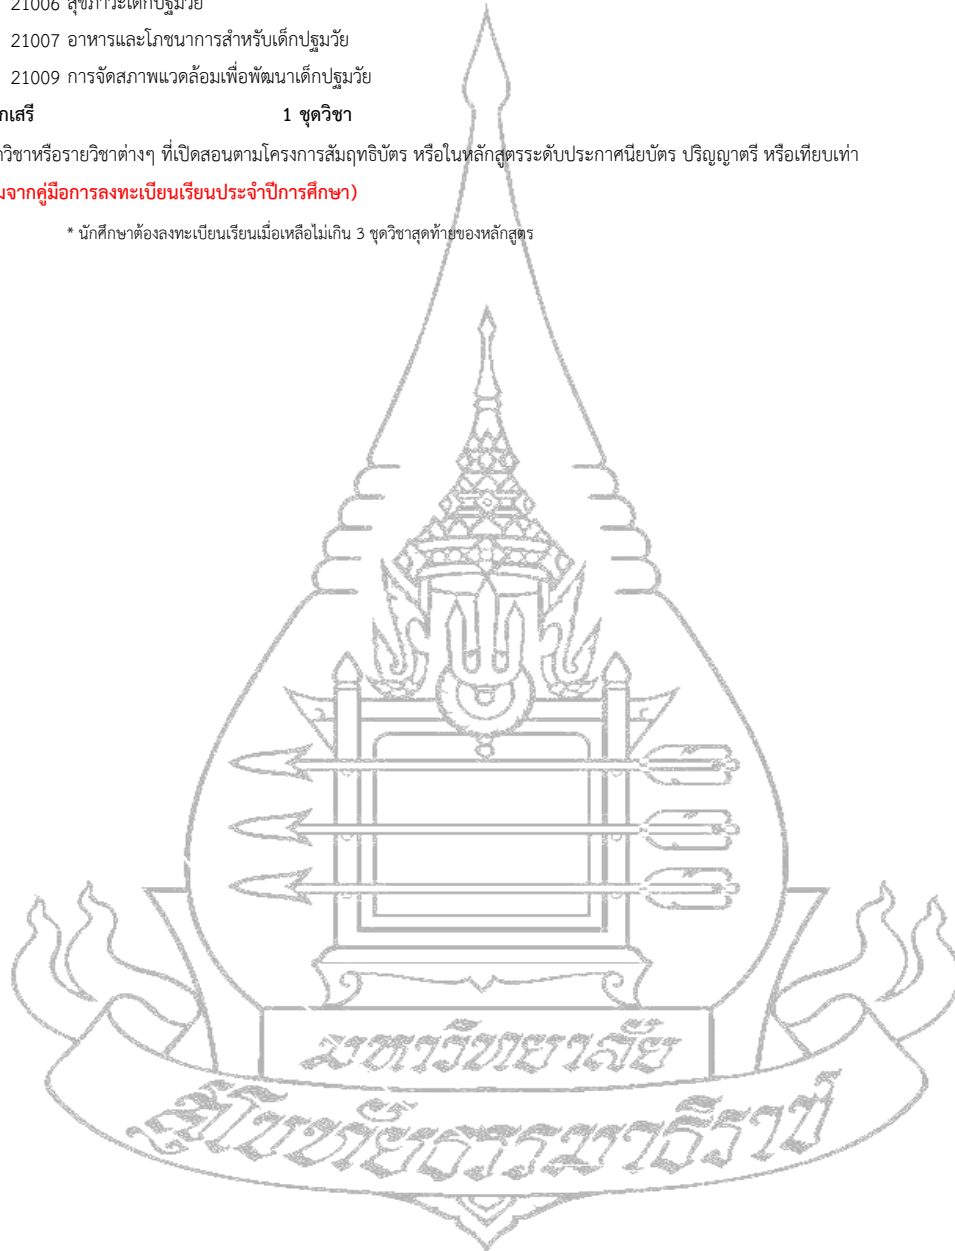 21006 สุขภาวะเด็กปฐมวัย
21007 อาหารและโภชนาการสำหรับเด็กปฐมวัย
21009 การจัดสภาพแวดล้อมเพื่อพัฒนาเด็กปฐมวัย
กเสรี 1 ชุดวิชา
วิชาหรือรายวิชาต่างๆ ที่เปิดสอนตามโครงการสัมฤทธิบัตร หรือในหลักสูตรระดับประกาศนียบัตร ปริญญาตรี หรือเทียบเท่า
จากคู่มือการลงทะเบียนเรียนประจำปีการศึกษา)
* นักศึกษาต้องลงทะเบียนเรียนเมื่อเหลือไม่เกิน 3 ชุดวิชาสุดท้ายของหลักสูตร
มหาวิทยาลัย
สุโขทัยธรรมาธิราช